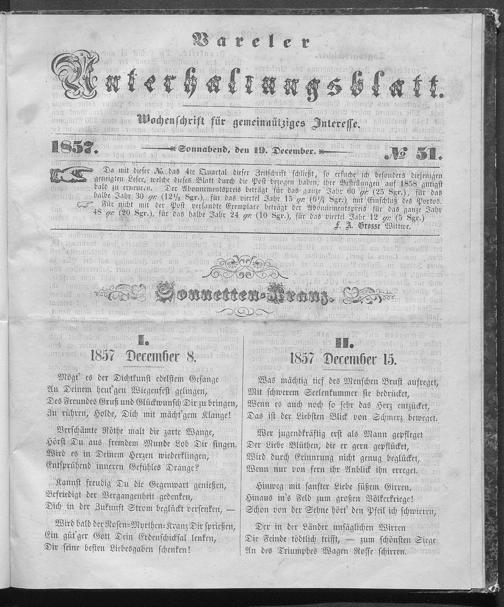 Vareler
Unterhaltungsblatt.
Wochenschrift für gemeinnütziges Interesse.
1857. Sonnabend, den 19. December. № 51.
Da mit dieser №. das 4te Quartal dieser Zeitschrift schließt, so ersuche ich besonders diejenigen
geneigten Leser, welche dieses Blatt durch die Post bezogen haben, ihre Bestellungen auf 1858 gütigst
bald zu erneuern. Der Abonnementspreis beträgt für das ganze Jahr 60 gr. (25 Sgr.), für das
halbe Jahr 30 gr. (12½ Sgr.), für das viertel Jahr 15 gr. (6¼ Sgr.) mit Einschluß des Portos.
Für nicht mit der Post versandte Exemplare beträgt der Abonnementspreis für das ganze Jahr
48 gr. (20 Sgr.), für das halbe Jahr 24 gr. (10 Sgr.), für das viertel Jahr 12 gr. (5 Sgr.)
Grosse Wittwe.
Sonnetten-Kranz.
I.
1857 December 8.
Mögt' es der Dichtkunst edelstem Gesange
An Deinem heut'gen Wiegenfest gelingen,
Des Freundes Gruß und Glückwunsch Dir zu bringen,
Zu rühren, Holde, Dich mit mächt'gem Klange!
Verschämte Röthe malt die zarte Wange,
Hörst Du aus fremdem Munde Lob Dir singen.
Wird es in Deinem Herzen wiederklingen,
Entsprühend inneren Gefühles Drange?
Kannst freudig Du die Gegenwart genießen,
Befriedigt der Vergangenheit gedenken,
Dich in der Zukunft Strom beglückt versenken, —
Wird bald der Rosen-Myrthen-Kranz Dir sprießen,
Ein güt'ger Gott Dein Erdenschicksal lenken,
Dir seine besten Liebesgaben schenken!
II.
1857 December 15.
Was mächtig tief des Menschen Brust aufreget,
Mit schwerem Seelenkummer sie bedrücket,
Wenn es auch noch so sehr das Herz entzücket,
Das ist der Liebsten Blick von Schmerz beweget.
Wer jugendkräftig erst als Mann gepfleget
Der Liebe Blüthen, die er gern gepflücket,
Wird durch Erinnrung nicht genug beglücket,
Wenn nur von fern ihr Anblick ihn erreget.
Hinweg mit sanfter Liebe süßem Girren,
Hinaus in's Feld zum großen Völkerkriege!
Schon von der Sehne hört' den Pfeil ich schwirren,
Der in der Länder unsäglichen Wirren
Die Feinde tödtlich trifft, — zum schönsten Siege
An des Triumphes Wagen Rosse schirren.